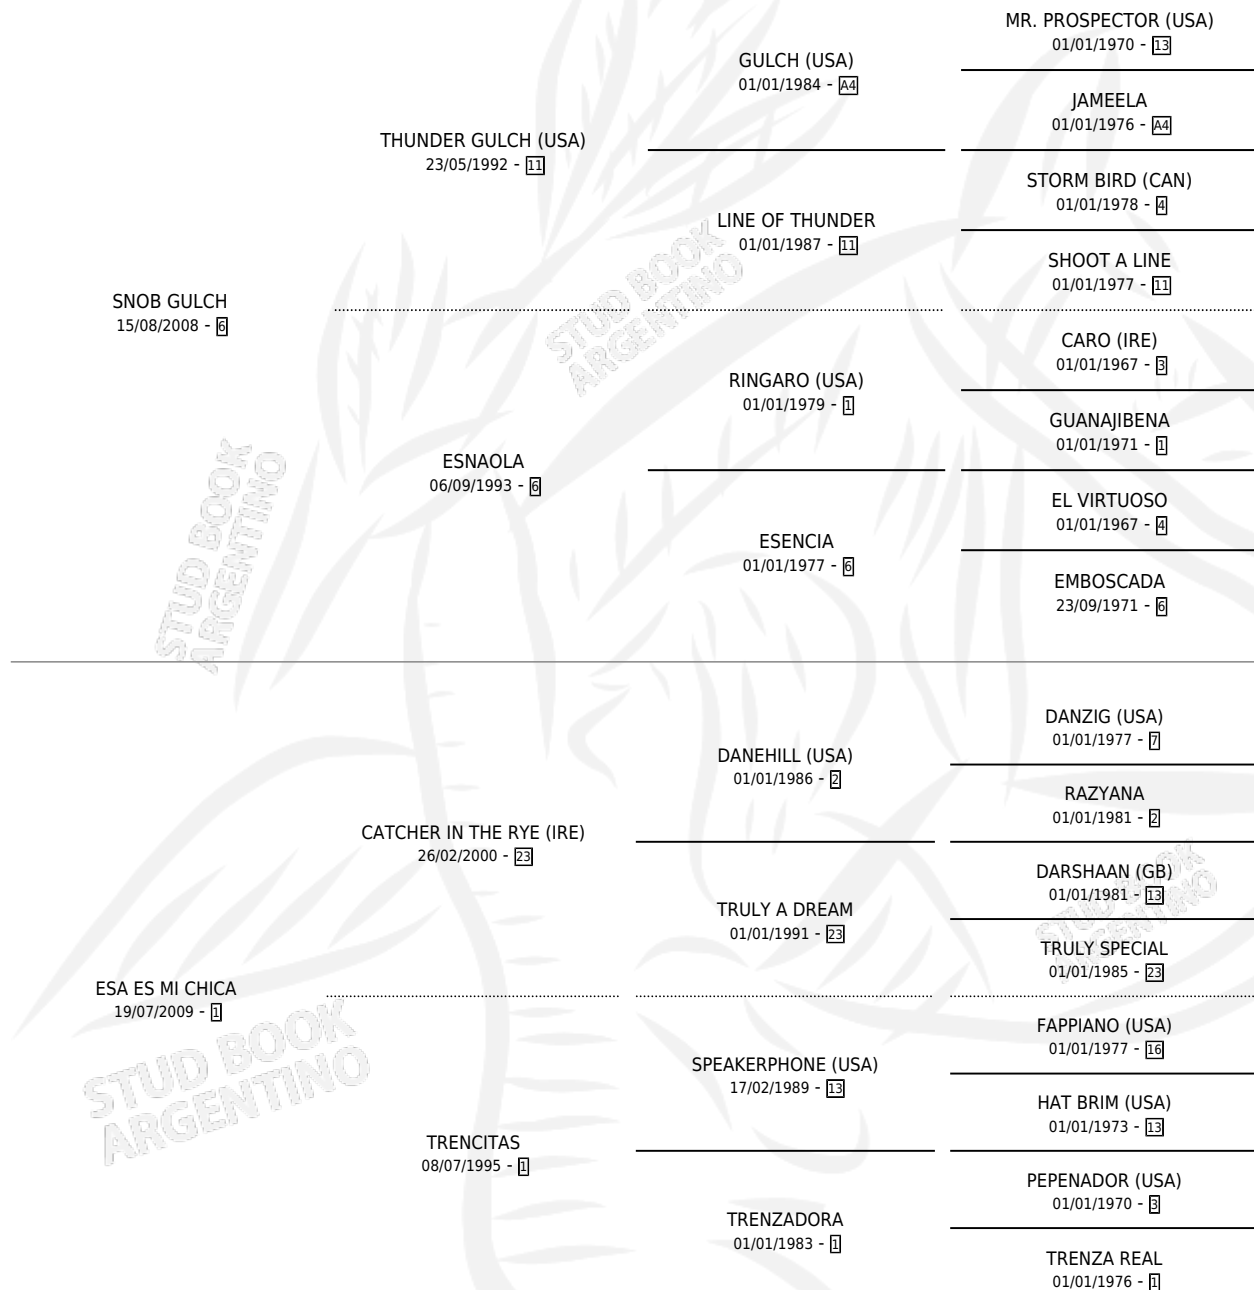 MR. PROSPECTOR (USA)
01/01/1970 - 13
GULCH (USA)
01/01/1984 - A4
JAMEELA
01/01/1976 - A4
THUNDER GULCH (USA)
23/05/1992 - 11
STORM BIRD (CAN)
01/01/1978 - 4
LINE OF THUNDER
01/01/1987 - 11
SHOOT A LINE
01/01/1977 - 11
SNOB GULCH
15/08/2008 - 6
CARO (IRE)
01/01/1967 - 3
RINGARO (USA)
01/01/1979 - 1
GUANAJIBENA
01/01/1971 - 1
ESNAOLA
06/09/1993 - 6
EL VIRTUOSO
01/01/1967 - 4
ESENCIA
01/01/1977 - 6
EMBOSCADA
23/09/1971 - 6
STUD BOOK
ARGENTINO
STUD BOOK
ARGENTINO
DANZIG (USA)
01/01/1977 - 7
DANEHILL (USA)
01/01/1986 - 2
RAZYANA
01/01/1981 - 2
CATCHER IN THE RYE (IRE)
26/02/2000 - 23
DARSHAAN (GB)
01/01/1981 - 13
TRULY A DREAM
01/01/1991 - 23
TRULY SPECIAL
01/01/1985 - 23
STUD BOOK
ARGENTINO
ESA ES MI CHICA
19/07/2009 - 1
FAPPIANO (USA)
01/01/1977 - 16
SPEAKERPHONE (USA)
17/02/1989 - 13
HAT BRIM (USA)
01/01/1973 - 13
STUD BOOK
ARGENTINO
TRENCITAS
08/07/1995 - 1
PEPENADOR (USA)
01/01/1970 - 3
TRENZADORA
01/01/1983 - 1
TRENZA REAL
01/01/1976 - 1